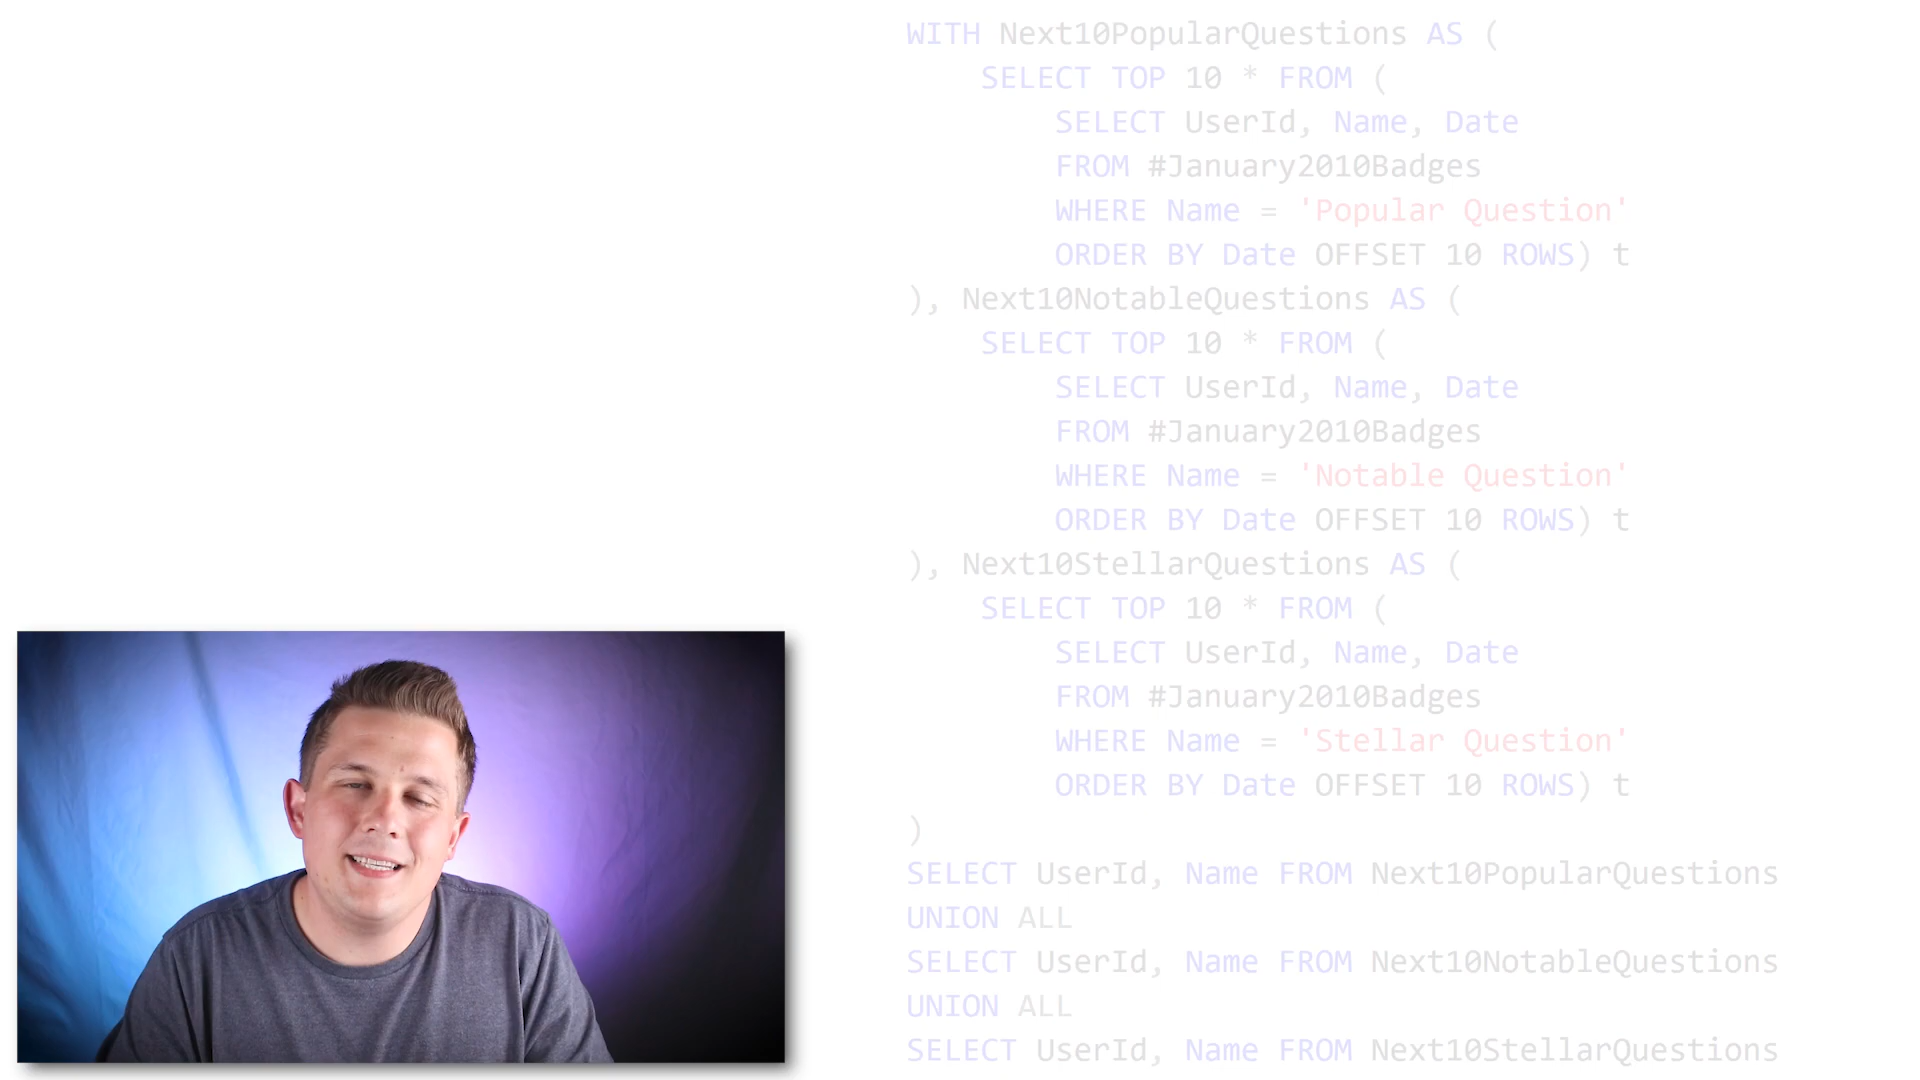 WITH Next10PopularQuestions AS (
    SELECT TOP 10 * FROM (
        SELECT UserId, Name, Date
        FROM #January2010Badges
        WHERE Name = 'Popular Question'
        ORDER BY Date OFFSET 10 ROWS) t
), Next10NotableQuestions AS (
    SELECT TOP 10 * FROM (
        SELECT UserId, Name, Date
        FROM #January2010Badges
        WHERE Name = 'Notable Question'
        ORDER BY Date OFFSET 10 ROWS) t
), Next10StellarQuestions AS (
    SELECT TOP 10 * FROM (
        SELECT UserId, Name, Date
        FROM #January2010Badges
        WHERE Name = 'Stellar Question'
        ORDER BY Date OFFSET 10 ROWS) t
)
SELECT UserId, Name FROM Next10PopularQuestions
UNION ALL
SELECT UserId, Name FROM Next10NotableQuestions
UNION ALL
SELECT UserId, Name FROM Next10StellarQuestions